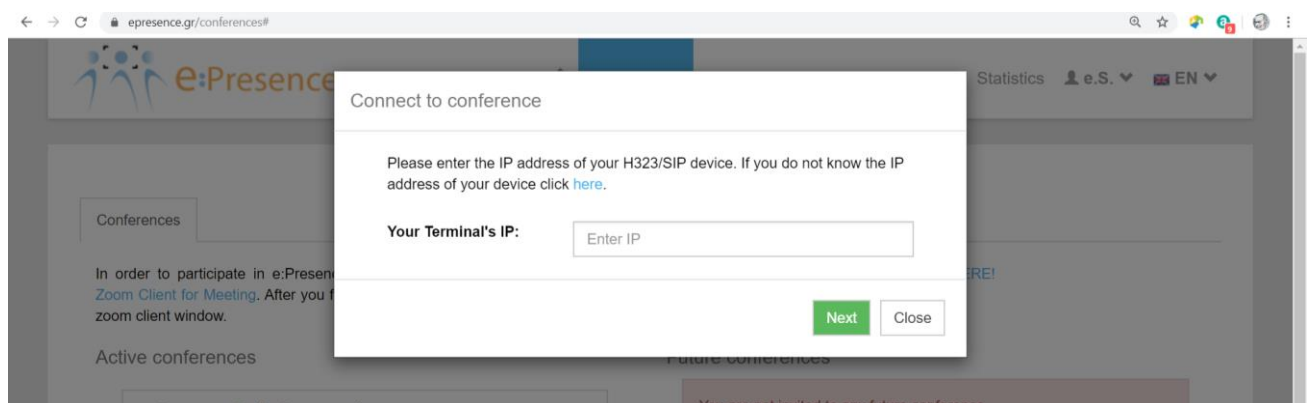 epresence.gr/conferences#
e:Presence
Statistics e.S. EN
Connect to conference
Please enter the IP address of your H323/SIP device. If you do not know the IP
address of your device click here.
Your Terminal's IP: Enter IP
Next Close
Conferences
In order to participate in e:Presen
ERE!
Zoom Client for Meeting. After you f
zoom client window.
Active conferences
Future conferences